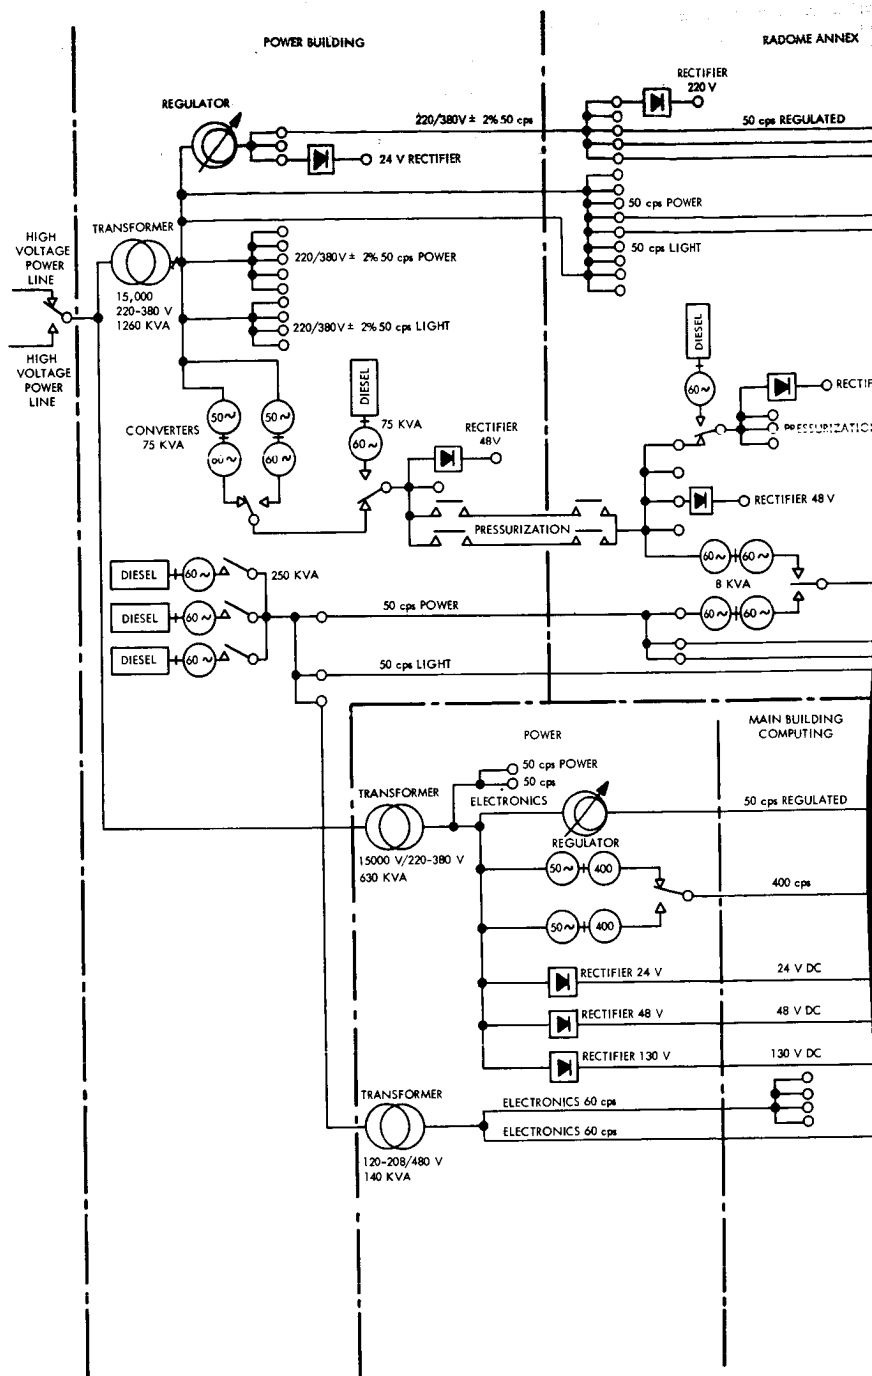 POWER BUILDING
RADOME ANNEX
REGULATOR
220/380V ± 2% 50 cps
24 V RECTIFIER
RECTIFIER
220 V
50 cps REGULATED
50 cps POWER
50 cps LIGHT
HIGH
VOLTAGE
POWER
LINE
HIGH
VOLTAGE
POWER
LINE
TRANSFORMER
15,000
220-380 V
1260 KVA
220/380V ± 2% 50 cps POWER
220/380V ± 2% 50 cps LIGHT
CONVERTERS
75 KVA
50~
50~
60~
60~
DIESEL
60~
75 KVA
RECTIFIER
48V
PRESSURIZATION
DIESEL
60~
RECTIF
PRESSURIZATIO
RECTIFIER 48 V
60~
60~
8 KVA
60~
60~
DIESEL
60~
250 KVA
DIESEL
60~
DIESEL
60~
50 cps POWER
50 cps LIGHT
POWER
MAIN BUILDING
COMPUTING
50 cps POWER
50 cps
ELECTRONICS
TRANSFORMER
15000 V/220-380 V
630 KVA
REGULATOR
50 cps REGULATED
50~
400
400 cps
50~
400
RECTIFIER 24 V
24 V DC
RECTIFIER 48 V
48 V DC
RECTIFIER 130 V
130 V DC
TRANSFORMER
120-208/480 V
140 KVA
ELECTRONICS 60 cps
ELECTRONICS 60 cps